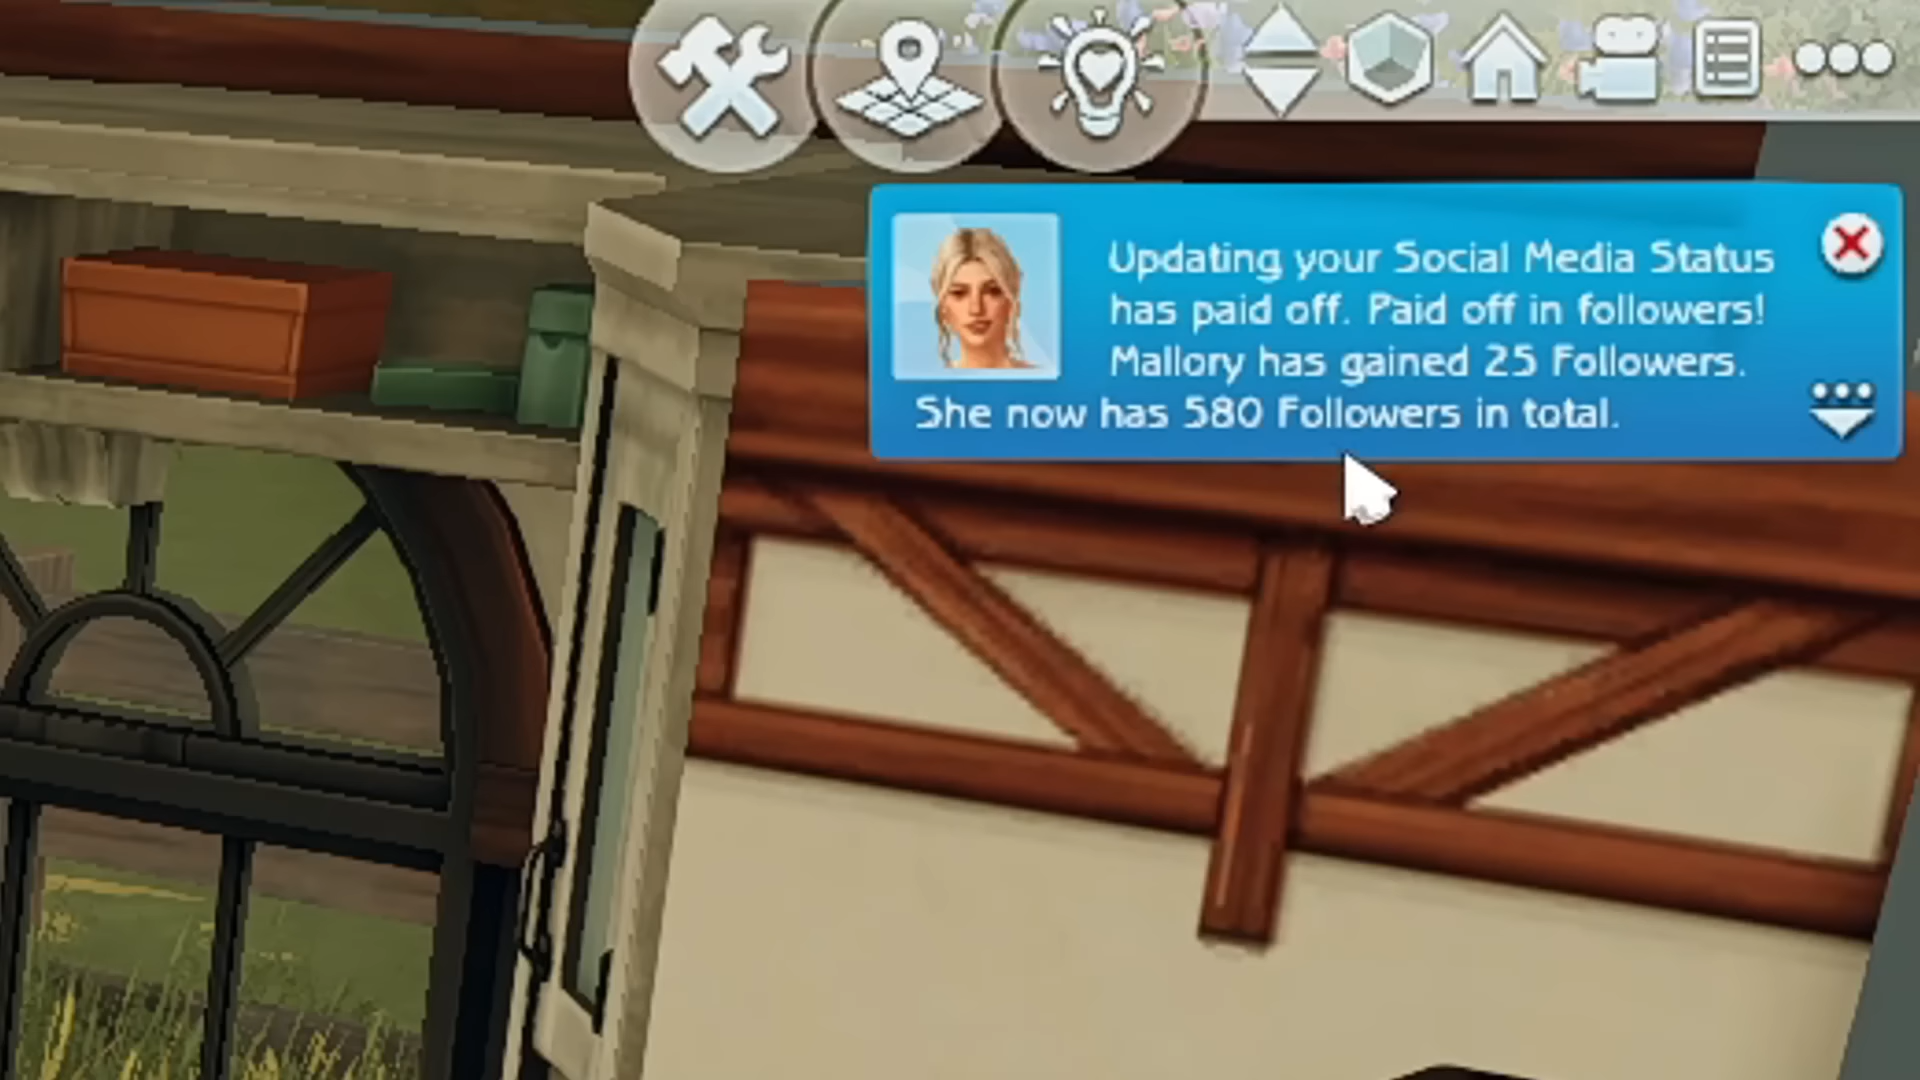 Updating your Social Media Status
has paid off. Paid off in followers!
Mallory has gained 25 Followers.
She now has 580 Followers in total.